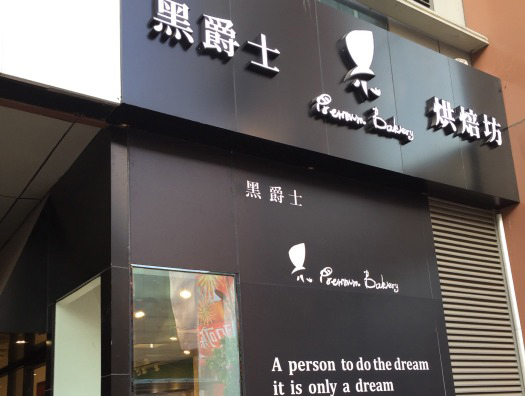 黑爵士
Premium Bakery
烘焙坊
黑爵士
Premium Bakery
A person to do the dream
it is only a dream